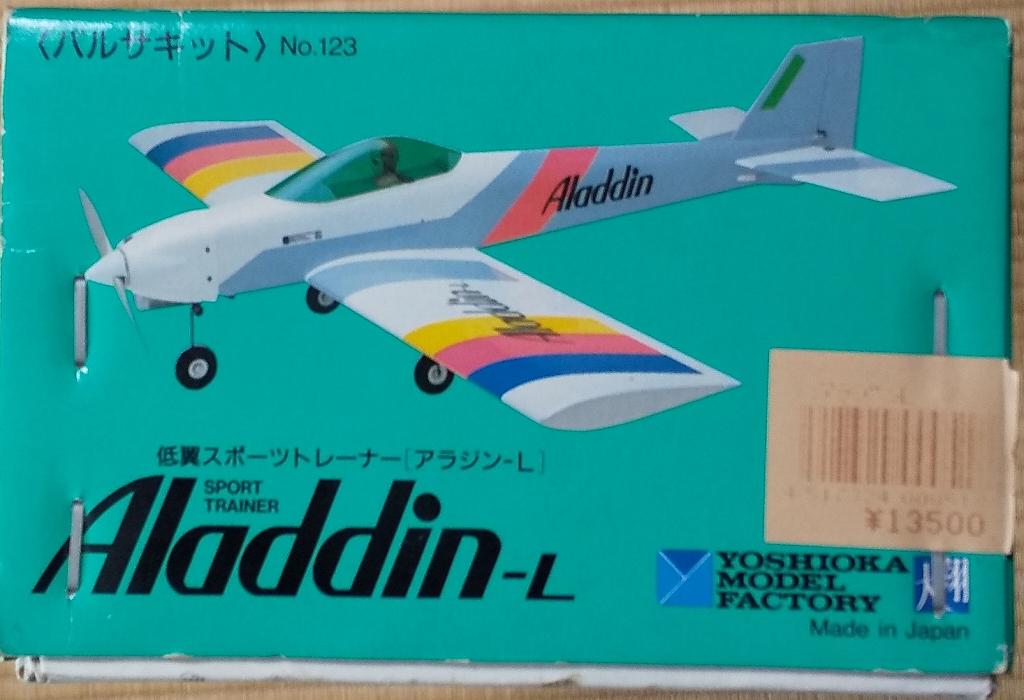 〈バルサキット〉 No.123
Aladdin
Aladdin
低翼スポーツトレーナー[アラジン-L]
SPORT
TRAINER
Aladdin-L
¥13500
YOSHIOKA
MODEL
FACTORY
Made in Japan